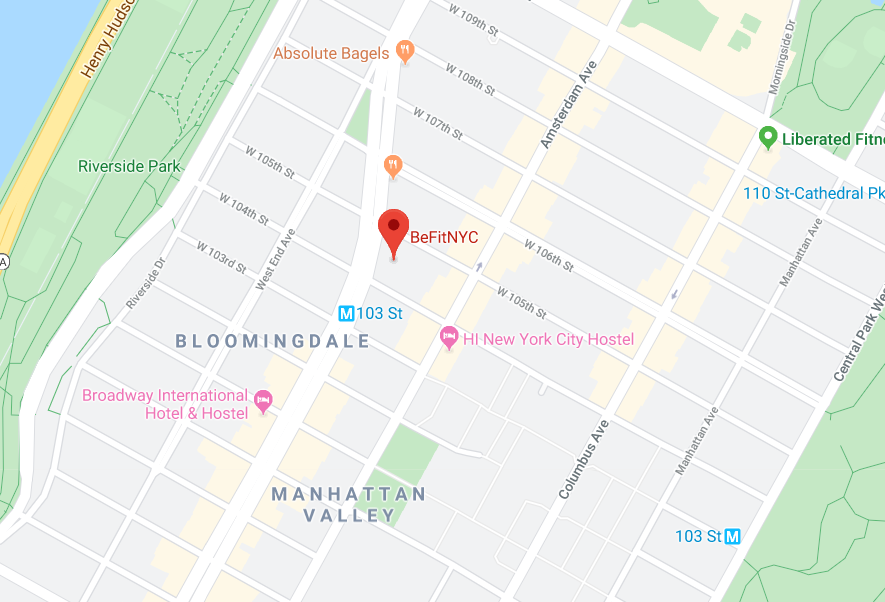 Henry Hudso
W 109th St
Absolute Bagels
W 108th St
Morningside Dr
Amsterdam Ave
W 107th St
Liberated Fitne
Riverside Park
W 105th St
110 St-Cathedral Pk
W 104th St
BeFitNYC
W 106th St
Manhattan Ave
W 103rd St
West End Ave
A
Riverside Dr
W 105th St
M 103 St
BLOOMINGDALE
HI New York City Hostel
Central Park Wes
Broadway International
Hotel & Hostel
Manhattan Ave
Columbus Ave
MANHATTAN
VALLEY
103 St M